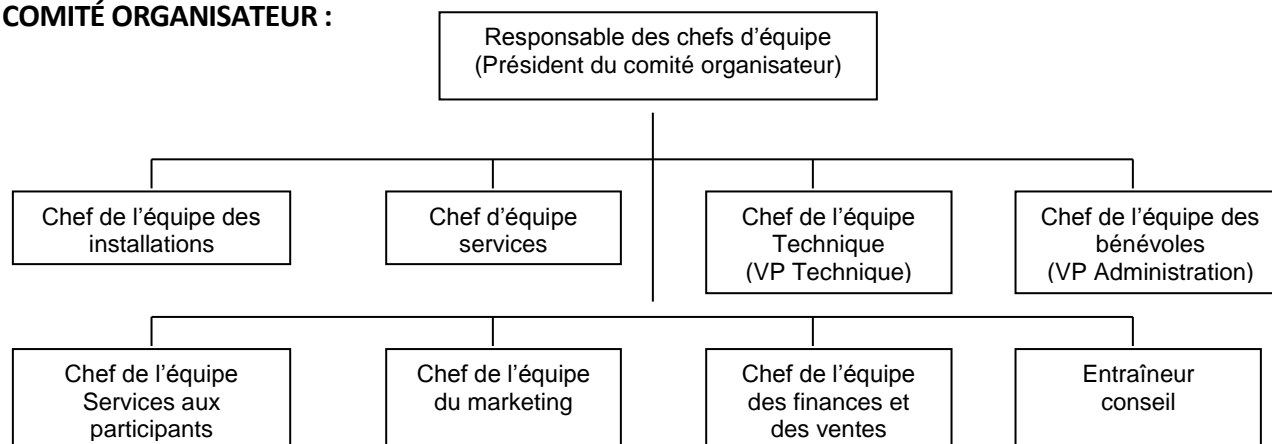 COMITÉ ORGANISATEUR :
Responsable des chefs d’équipe
(Président du comité organisateur)
Chef de l’équipe des
installations
Chef d’équipe
services
Chef de l’équipe
Technique
(VP Technique)
Chef de l’équipe des
bénévoles
(VP Administration)
Chef de l’équipe
Services aux
participants
Chef de l’équipe
du marketing
Chef de l’équipe
des finances et
des ventes
Entraîneur
conseil